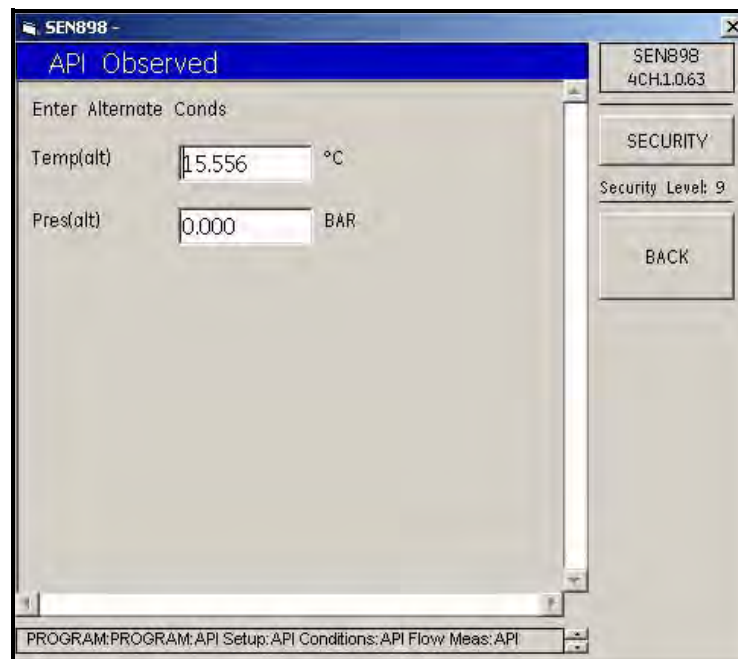 SEN898 -
API Observed
Enter Alternate Conds
Temp(alt) 15.556 °C
Pres(alt) 0.000 BAR
SEN898
4CH.1.0.63
SECURITY
Security Level: 9
BACK
PROGRAM:PROGRAM:API Setup:API Conditions:API Flow Meas:API